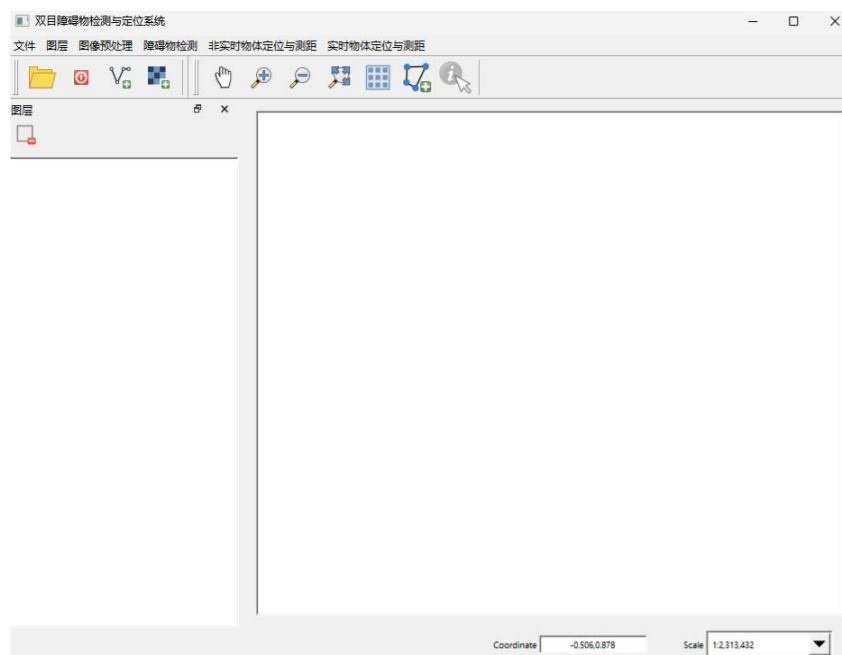 双目障碍物检测与定位系统
文件 图层 图像预处理 障碍物检测 非实时物体定位与测距 实时物体定位与测距
图层
Coordinate -0.506,0.878 Scale 1:2,313,432